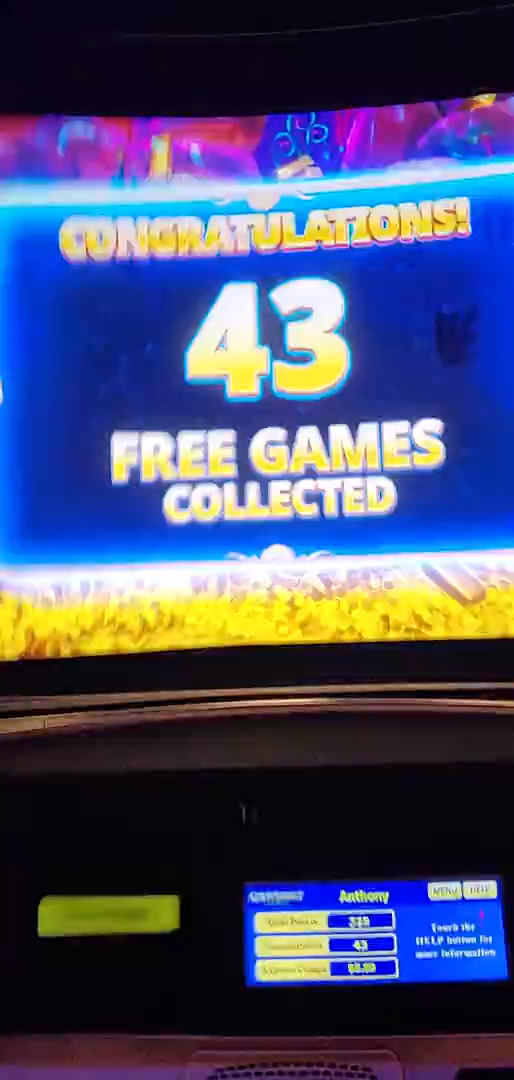 CONGRATULATIONS!
43
FREE GAMES
COLLECTED
Anthony
MENU HELP
43
Touch the
HELP button for
more information